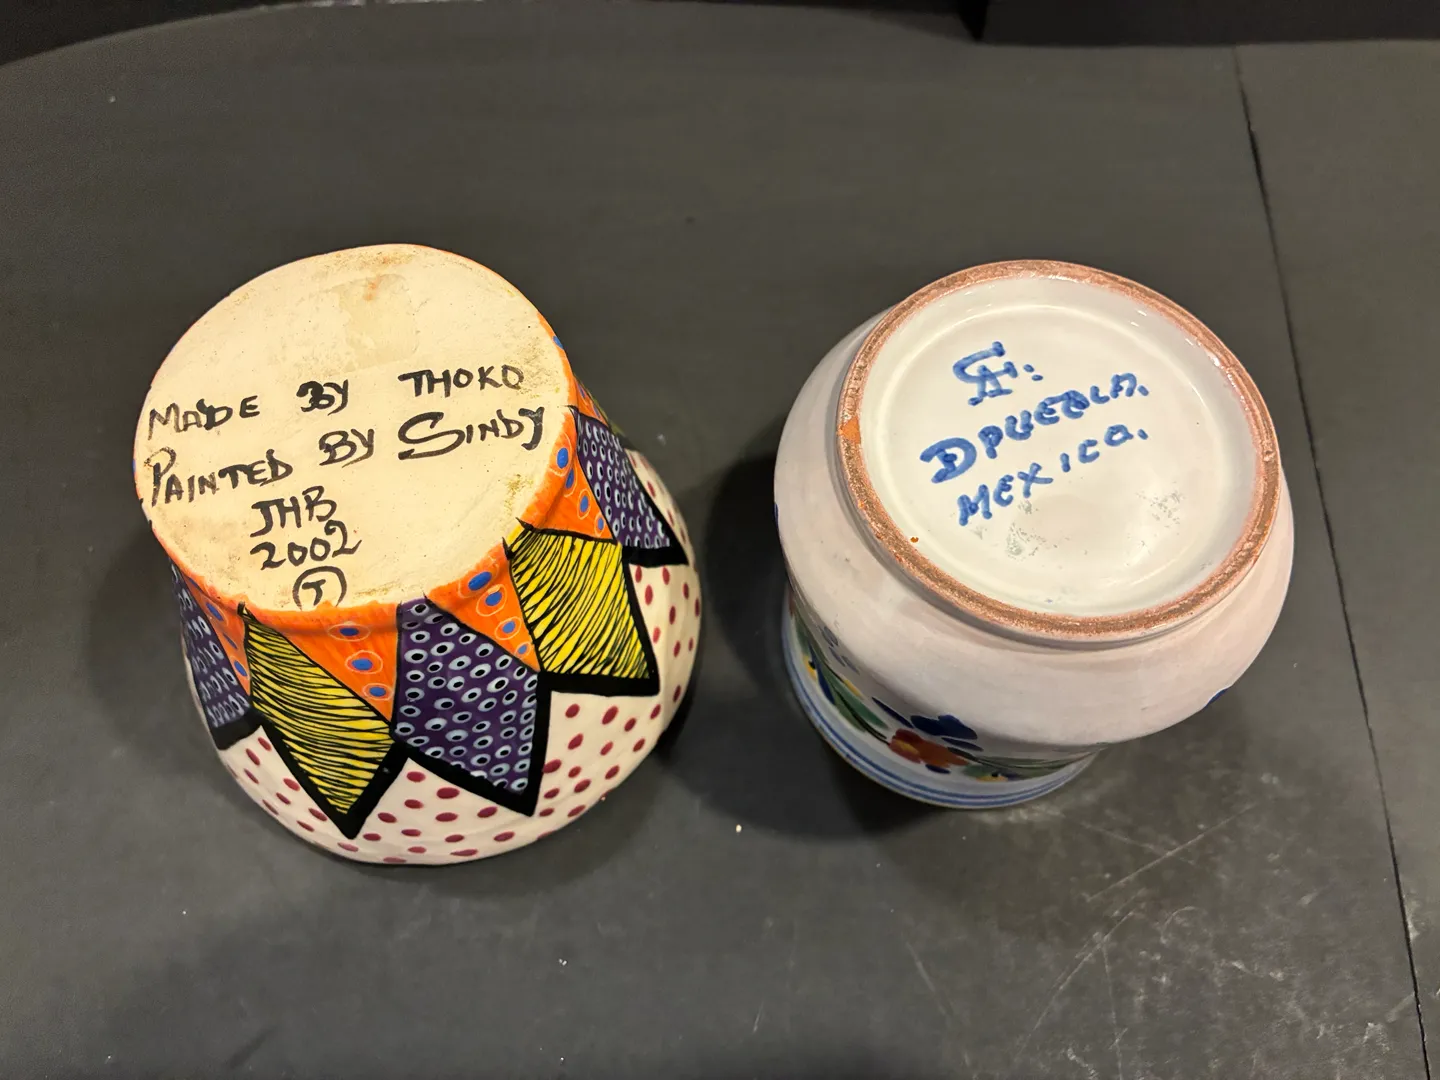 MADE BY THOKO
PAINTED BY SINDY
JHB
2002
T
DPUEBLA.
MEXICO.